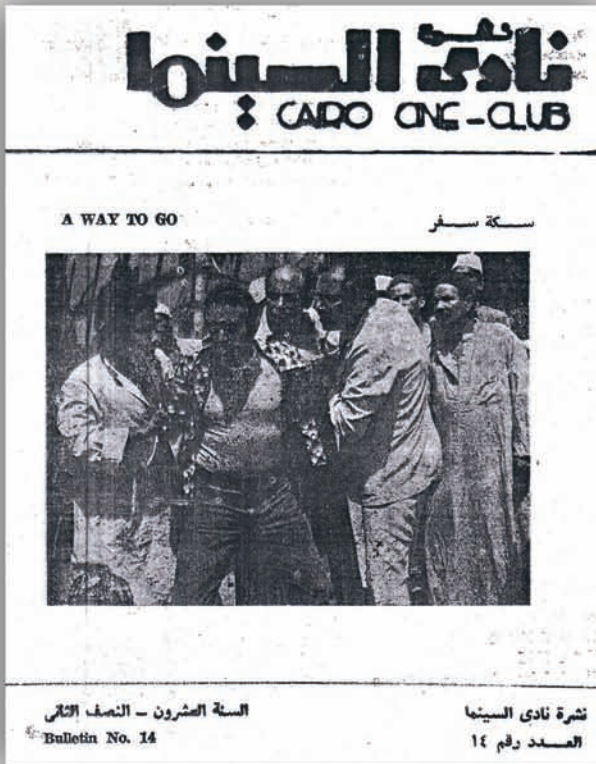 نشرة
نادى السينما
CAIRO CINE-CLUB
A WAY TO GO
سكة سفر
السنة العشرون - النصف الثانى
نشرة نادى السينما
Bulletin No. 14
العدد رقم ١٤